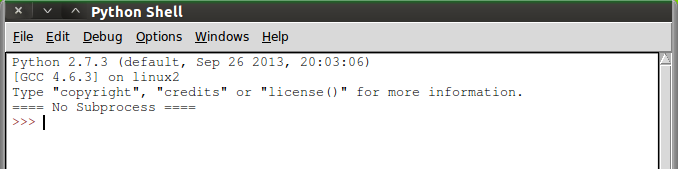 Python Shell
File Edit Debug Options Windows Help
Python 2.7.3 (default, Sep 26 2013, 20:03:06)
[GCC 4.6.3] on linux2
Type "copyright", "credits" or "license()" for more information.
==== No Subprocess ====
>>>